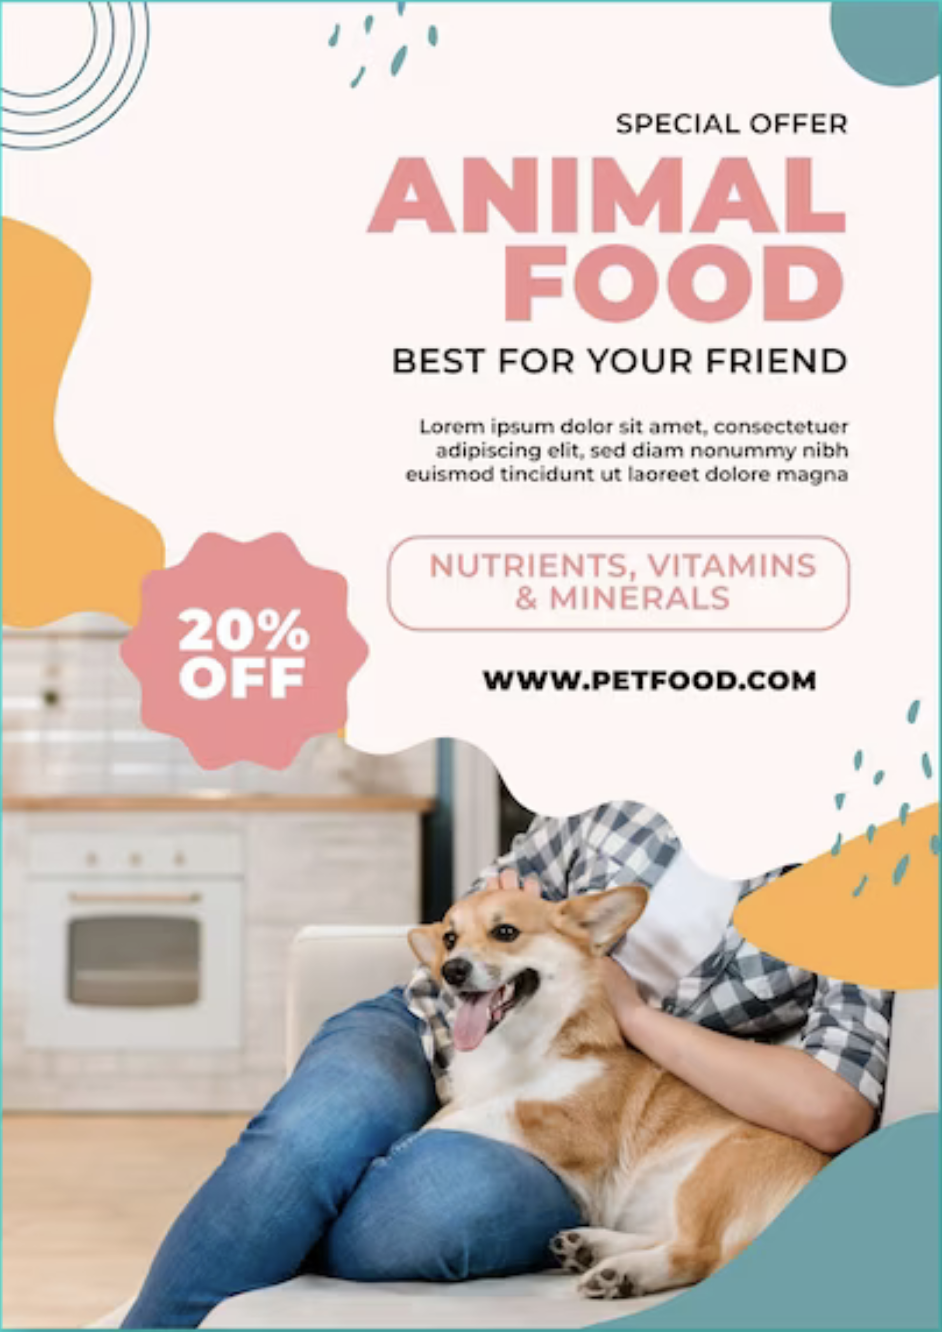 SPECIAL OFFER
ANIMAL
FOOD
BEST FOR YOUR FRIEND
Lorem ipsum dolor sit amet, consectetuer
adipiscing elit, sed diam nonummy nibh
euismod tincidunt ut laoreet dolore magna
NUTRIENTS, VITAMINS
& MINERALS
20%
OFF
WWW.PETFOOD.COM